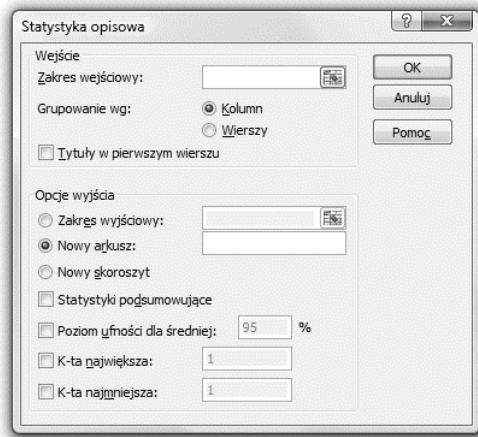 Statystyka opisowa
Wejście
Zakres wejściowy:
Grupowanie wg:
Kolumn
Wierszy
Tytuły w pierwszym wierszu
OK
Anuluj
Pomoc
Opcje wyjścia
Zakres wyjściowy:
Nowy arkusz:
Nowy skoroszyt
Statystyki podsumowujące
Poziom ufności dla średniej: 95 %
K-ta największa: 1
K-ta najmniejsza: 1